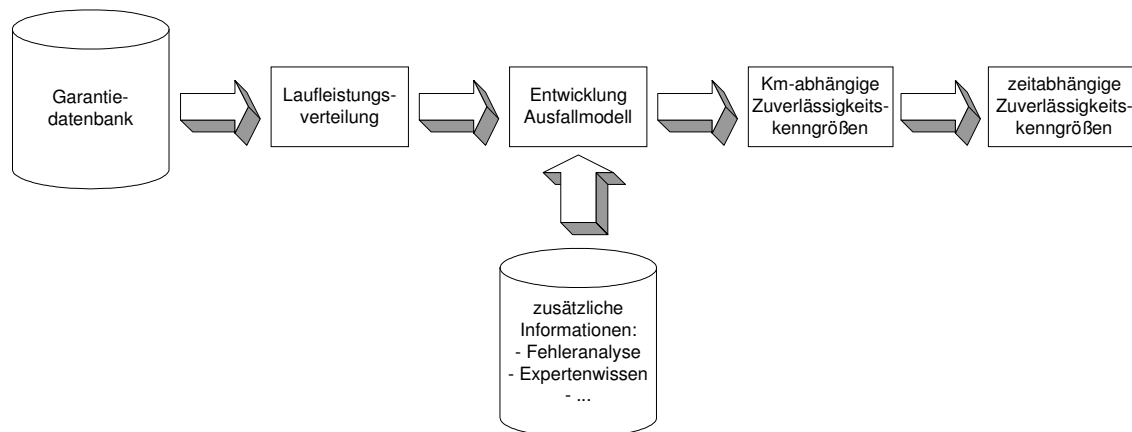 Garantie-
datenbank
Laufleistungs-
verteilung
Entwicklung
Ausfallmodell
Km-abhängige
Zuverlässigkeits-
kenngrößen
zeitabhängige
Zuverlässigkeits-
kenngrößen
zusätzliche
Informationen:
- Fehleranalyse
- Expertenwissen
- ...